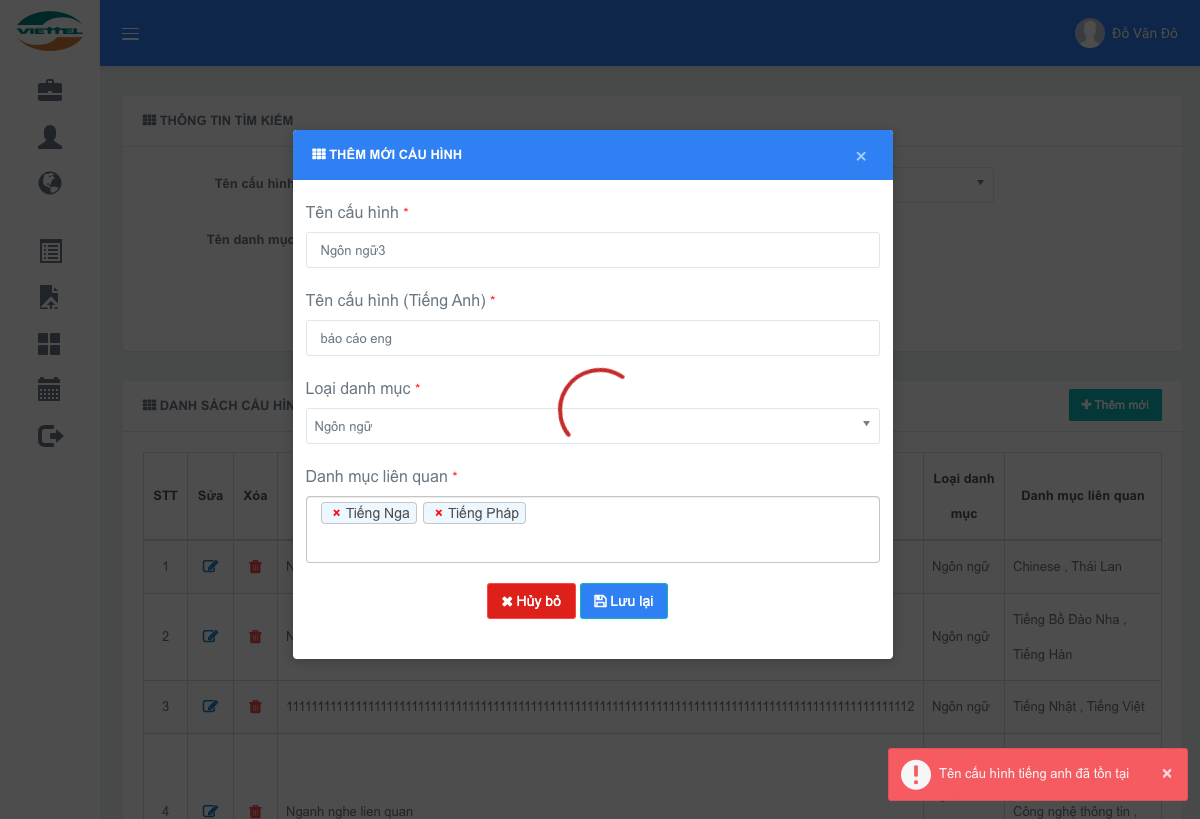 VIETTEL
Đỗ Văn Đô
THÔNG TIN TÌM KIẾM
Tên cấu hình
Tên danh mục
THÊM MỚI CẤU HÌNH
×
Tên cấu hình *
Ngôn ngữ3
Tên cấu hình (Tiếng Anh) *
báo cáo eng
Loại danh mục *
Ngôn ngữ
Danh mục liên quan *
× Tiếng Nga × Tiếng Pháp
Hủy bỏ Lưu lại
DANH SÁCH CẤU HÌN
Thêm mới
STT Sửa Xóa Loại danh mục Danh mục liên quan
1 Ngôn ngữ Chinese , Thái Lan
2 Ngôn ngữ Tiếng Bồ Đào Nha , Tiếng Hàn
3 Ngôn ngữ Tiếng Nhật , Tiếng Việt
4 Nganh nghe lien quan Công nghệ thông tin ,
Tên cấu hình tiếng anh đã tồn tại ×